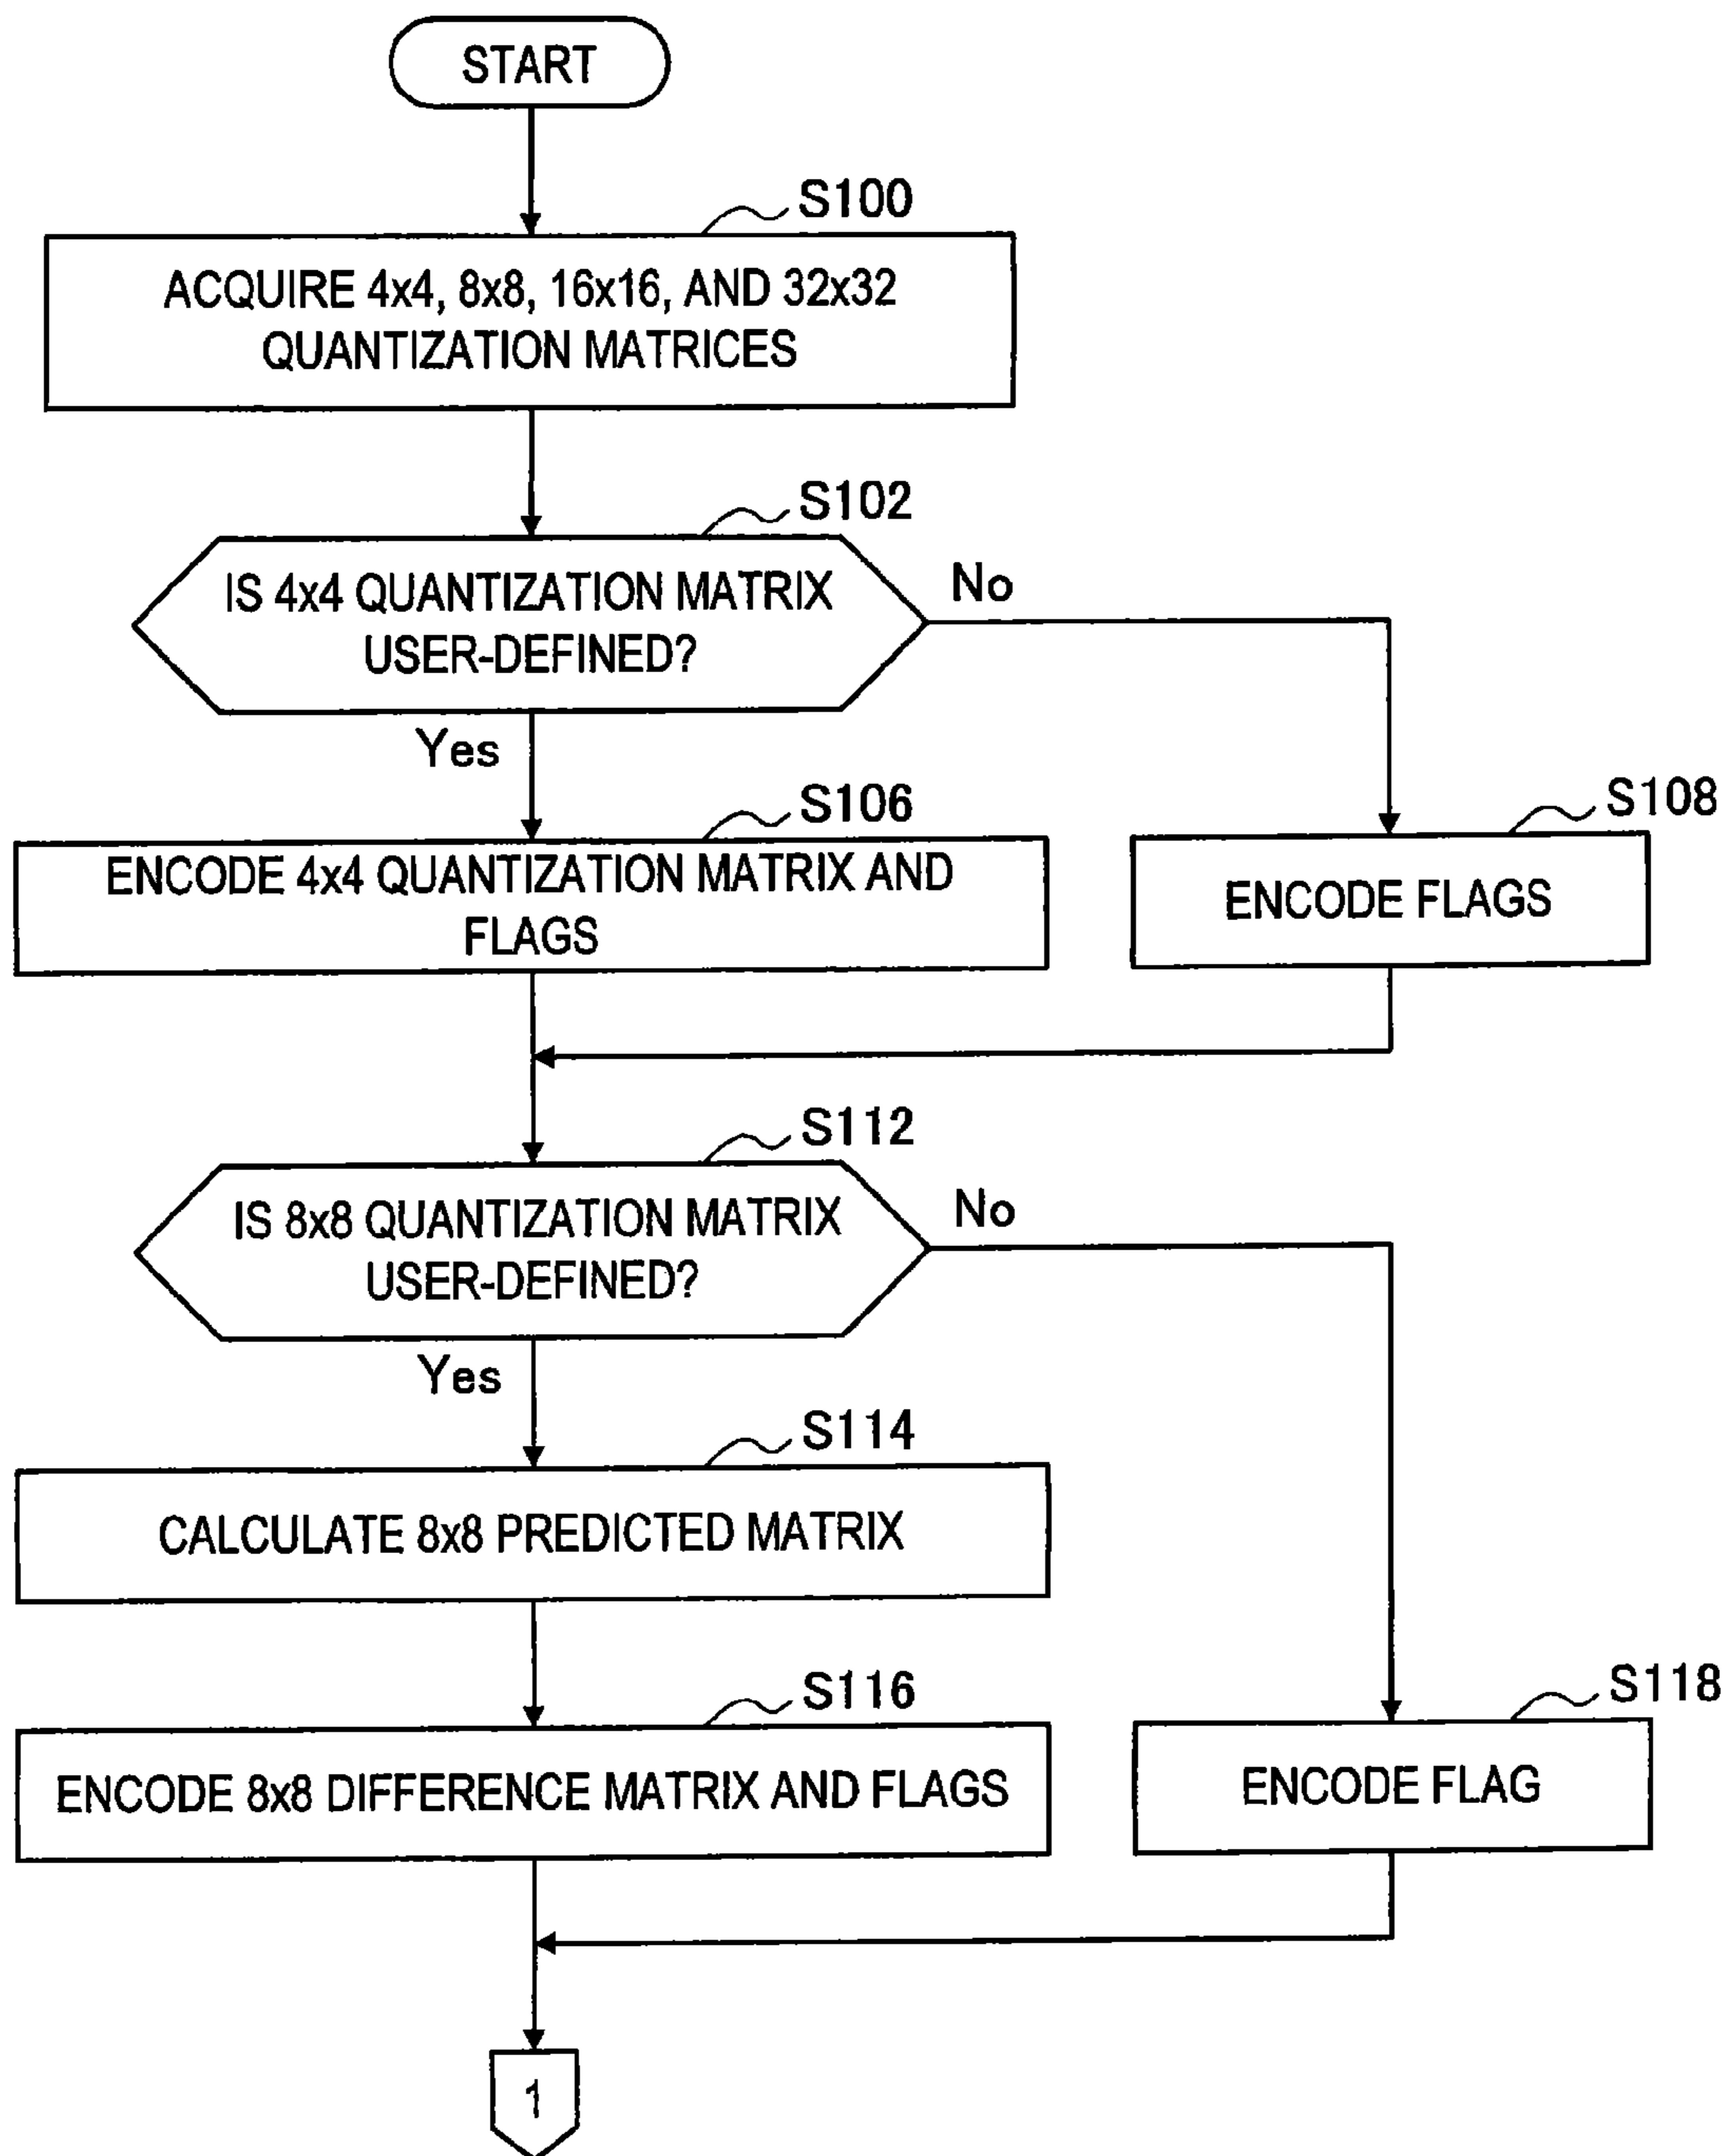 START
S100
ACQUIRE 4x4, 8x8, 16x16, AND 32x32
QUANTIZATION MATRICES
S102
IS 4x4 QUANTIZATION MATRIX
USER-DEFINED?
No
Yes
S106
ENCODE 4x4 QUANTIZATION MATRIX AND
FLAGS
S108
ENCODE FLAGS
S112
IS 8x8 QUANTIZATION MATRIX
USER-DEFINED?
No
Yes
S114
CALCULATE 8x8 PREDICTED MATRIX
S116
ENCODE 8x8 DIFFERENCE MATRIX AND FLAGS
S118
ENCODE FLAG
1